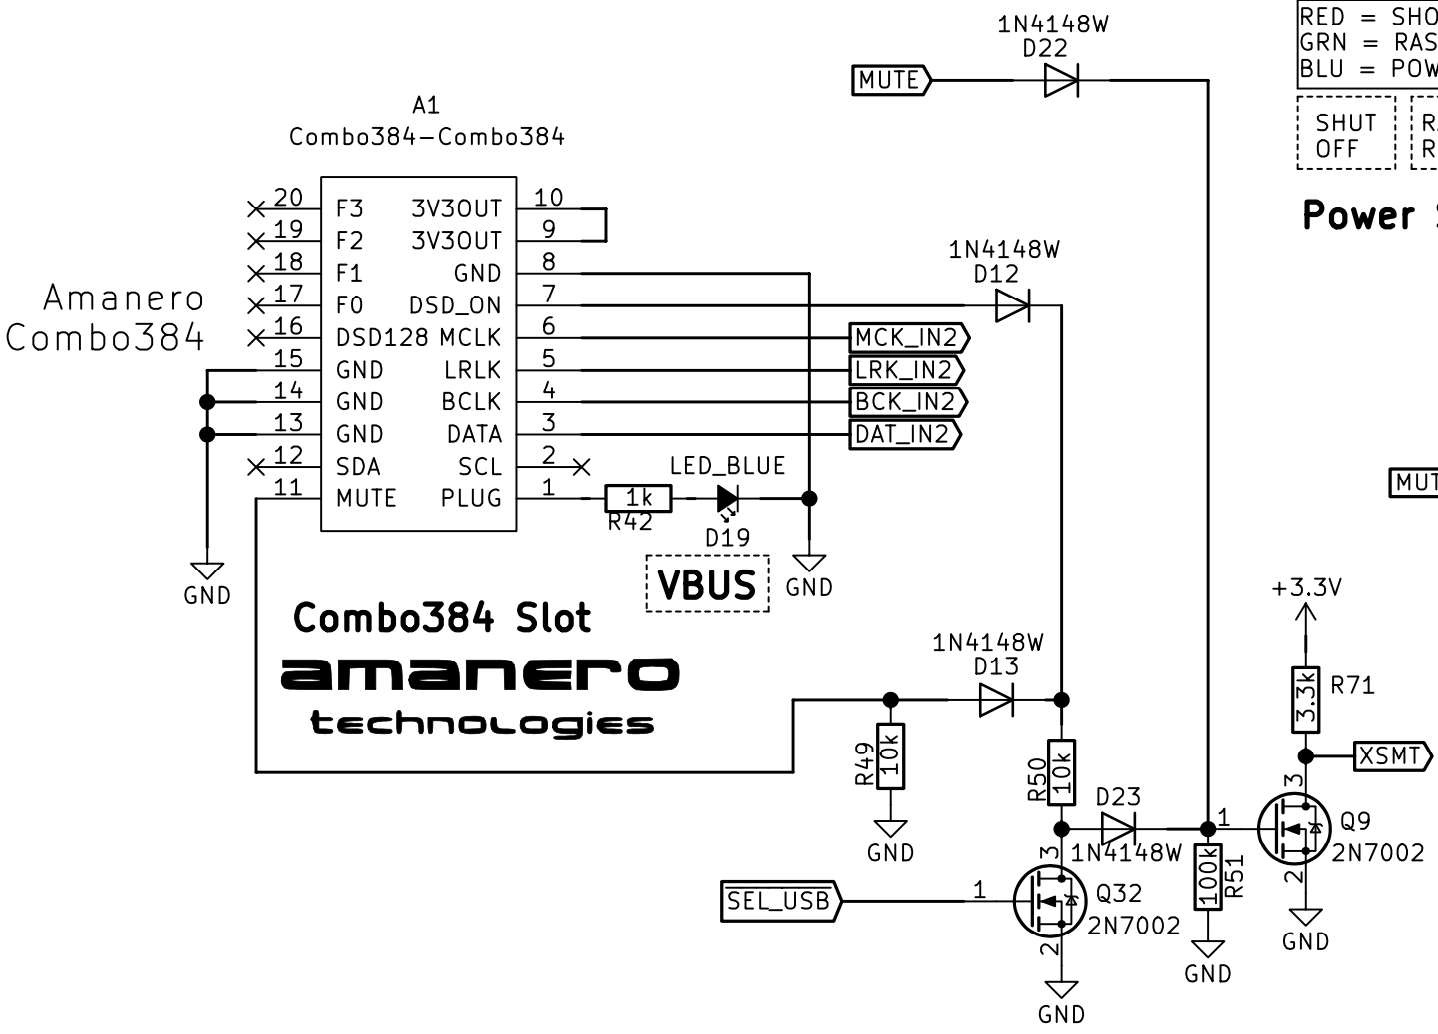 1N4148W
D22
MUTE
RED = SHO
GRN = RAS
BLU = POW
SHUT
OFF
R
Power
A1
Combo384-Combo384
Amanero
Combo384
20 F3 3V3OUT 10
19 F2 3V3OUT 9
18 F1 GND 8
17 F0 DSD_ON 7
16 DSD128 MCLK 6
15 GND LRLK 5
14 GND BCLK 4
13 GND DATA 3
12 SDA SCL 2
11 MUTE PLUG 1
1N4148W
D12
MCK_IN2
LRK_IN2
BCK_IN2
DAT_IN2
LED_BLUE
1k
R42
D19
VBUS
GND
GND
MUT
Combo384 Slot
amanero
technologies
1N4148W
D13
R49
10k
GND
R50
10k
D23
1N4148W
+3.3V
3.3k
R71
XSMT
3
1
Q9
2N7002
2
GND
100k
R51
GND
SEL_USB
1
3
Q32
2N7002
2
GND